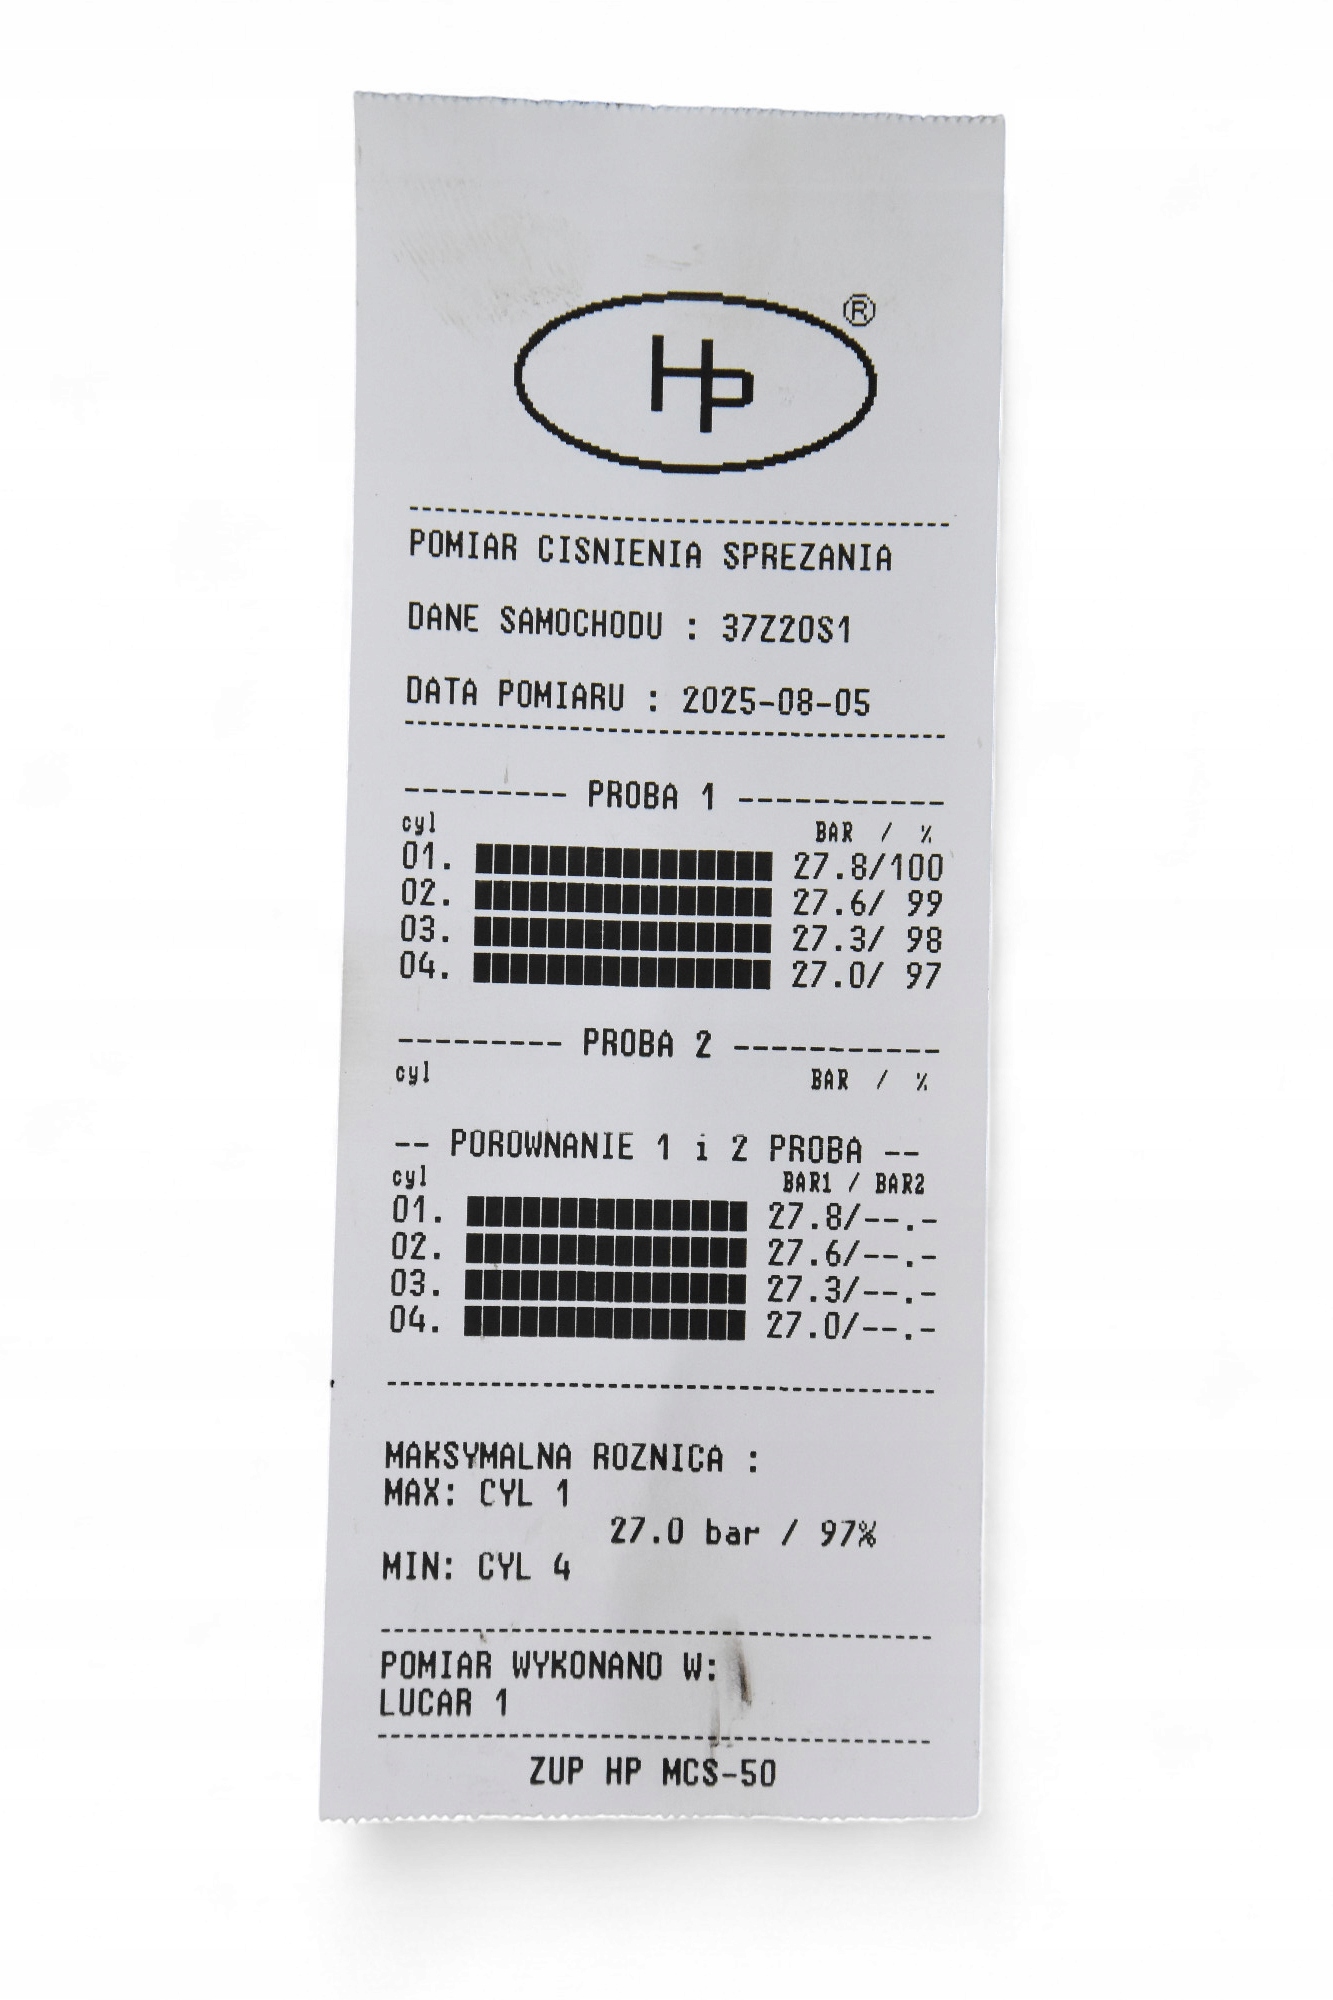 HP ®
POMIAR CISNIENIA SPREZANIA
DANE SAMOCHODU : 37Z20S1
DATA POMIARU : 2025-08-05
--------- PROBA 1 -----------
cyl BAR / %
01. 27.8/100
02. 27.6/ 99
03. 27.3/ 98
04. 27.0/ 97
--------- PROBA 2 -----------
cyl BAR / %
-- POROWNANIE 1 i 2 PROBA --
cyl BAR1 / BAR2
01. 27.8/--.-
02. 27.6/--.-
03. 27.3/--.-
04. 27.0/--.-
MAKSYMALNA ROZNICA :
MAX: CYL 1
27.0 bar / 97%
MIN: CYL 4
POMIAR WYKONANO W:
LUCAR 1
ZUP HP MCS-50